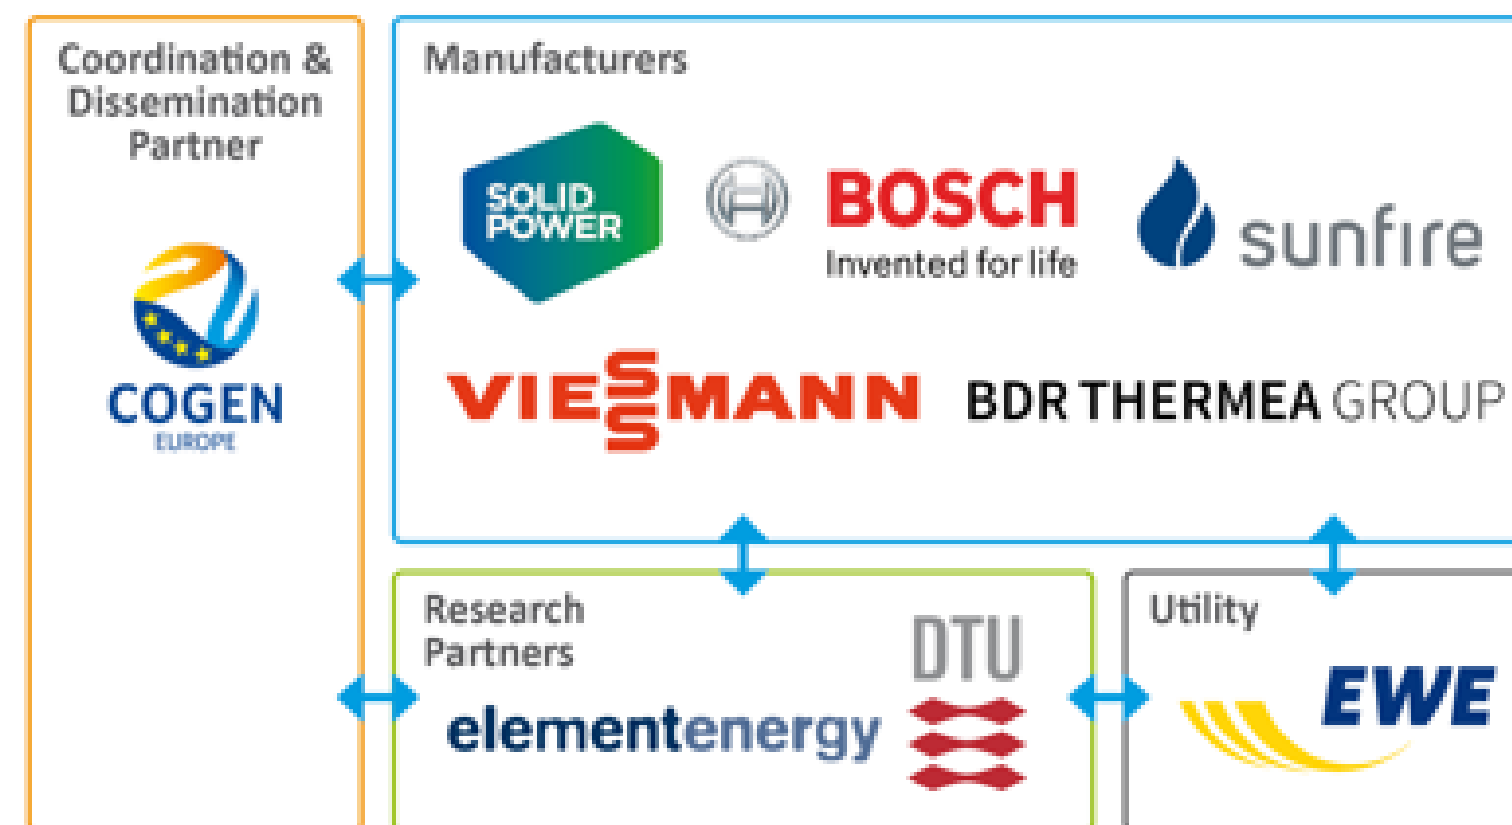 Coordination &
Dissemination
Partner
COGEN
EUROPE
Manufacturers
SOLID
POWER
BOSCH
Invented for life
sunfire
VIESSMANN
BDR THERMEA GROUP
Research
Partners
elementenergy
DTU
Utility
EWE